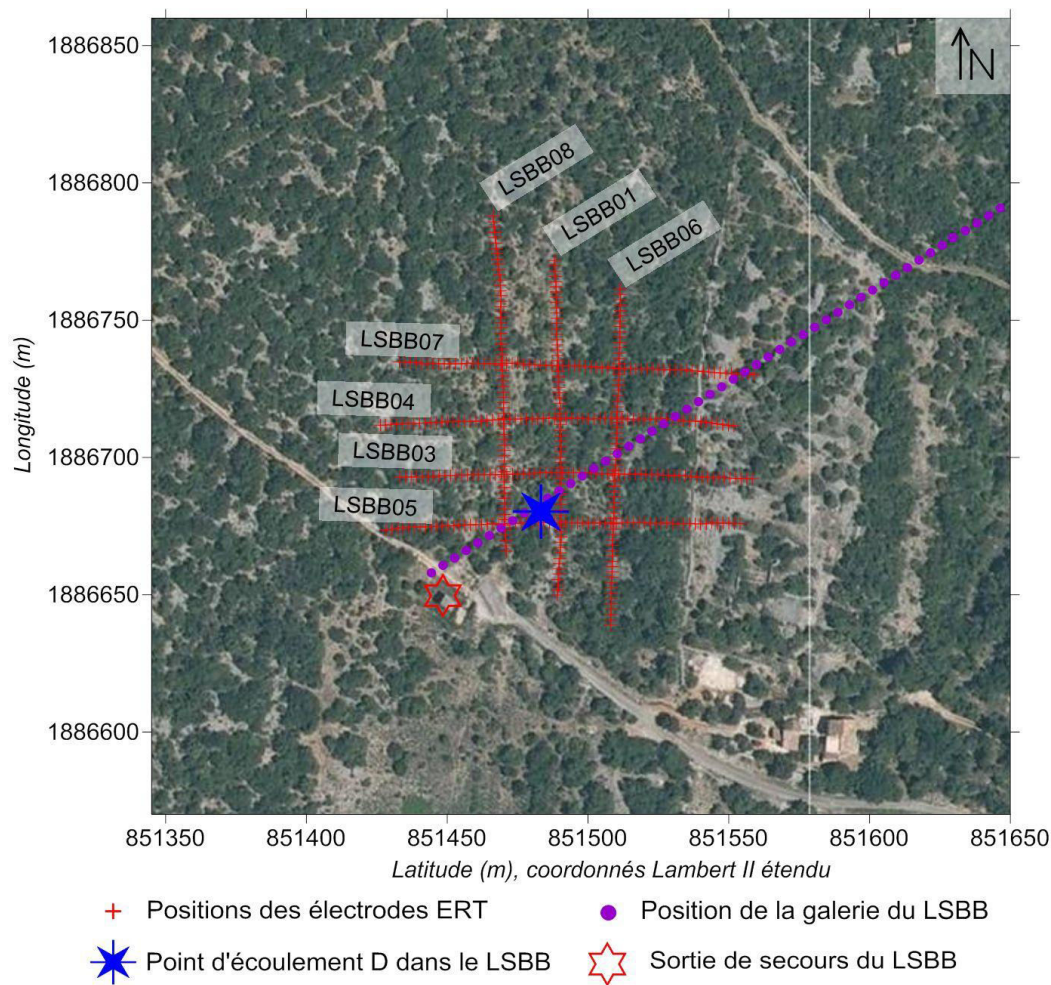 1886850
1886800
1886750
1886700
1886650
1886600
Longitude (m)
N
LSBB08
LSBB01
LSBB06
LSBB07
LSBB04
LSBB03
LSBB05
851350
851400
851450
851500
851550
851600
851650
Latitude (m), coordonnés Lambert II étendu
Positions des électrodes ERT
Position de la galerie du LSBB
Point d'écoulement D dans le LSBB
Sortie de secours du LSBB